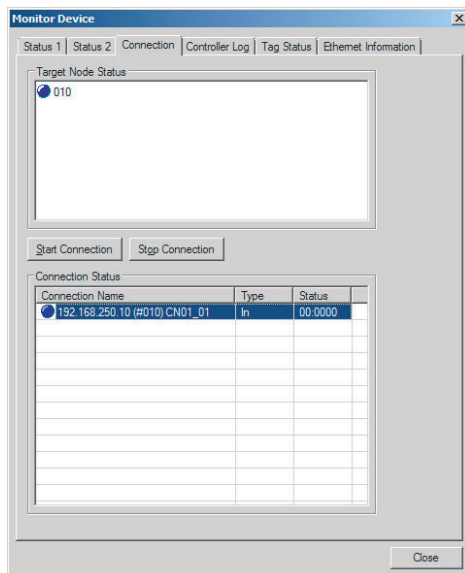 Monitor Device
Status 1 Status 2 Connection Controller Log Tag Status Ethernet Information
Target Node Status
010
Start Connection Stop Connection
Connection Status
Connection Name Type Status
192.168.250.10 (#010) CN01_01 In 00:0000
Close